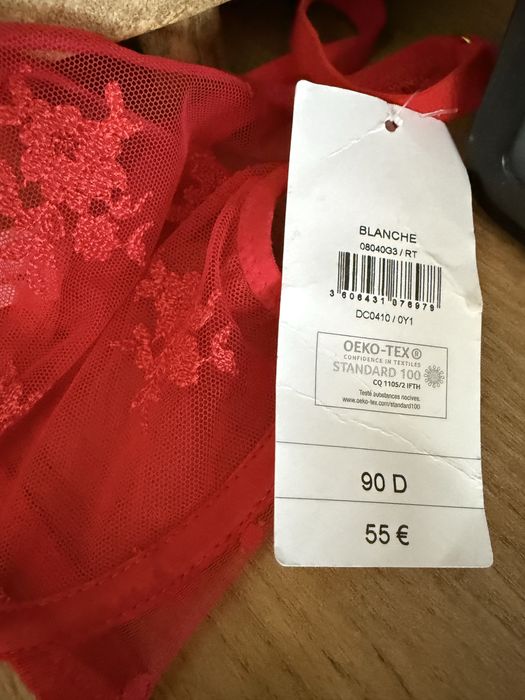 BLANCHE
08040G3 / RT
3 606431 076979
DC0410 / 0Y1
OEKO-TEX®
CONFIDENCE IN TEXTILES
STANDARD 100
CQ 1105/2 IFTH
Testé substances nocives.
www.oeko-tex.com/standard100
90 D
55 €